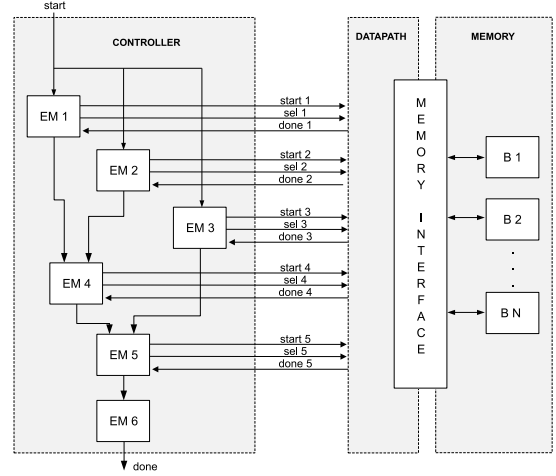 start
CONTROLLER
DATAPATH
MEMORY
EM 1
start 1
sel 1
done 1
EM 2
start 2
sel 2
done 2
EM 3
start 3
sel 3
done 3
EM 4
start 4
sel 4
done 4
EM 5
start 5
sel 5
done 5
EM 6
done
MEMORY INTERFACE
B 1
B 2
B N